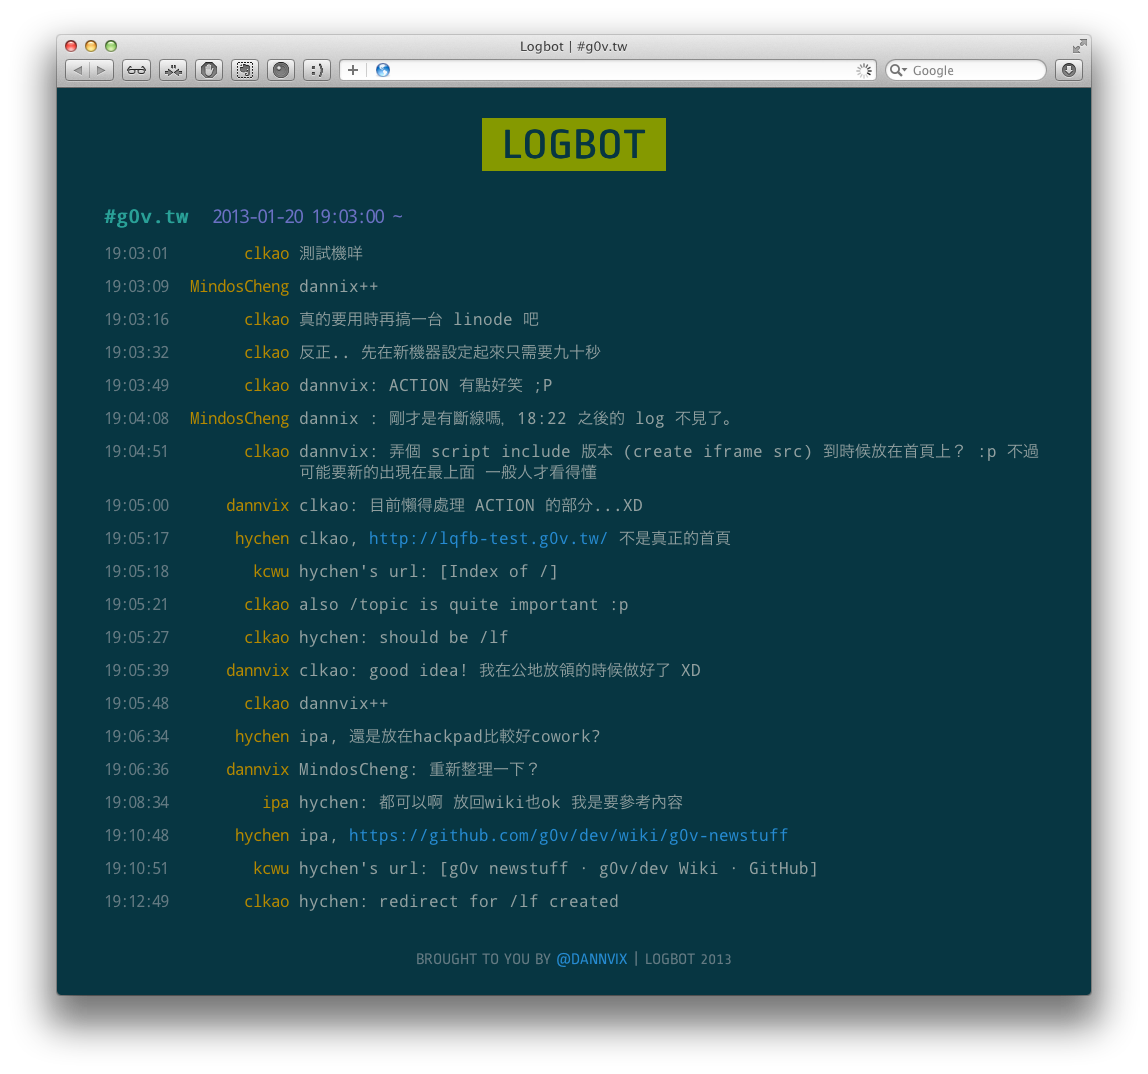 Logbot | #g0v.tw
:)
Google
LOGBOT
#g0v.tw 2013-01-20 19:03:00 ~
19:03:01 clkao 測試機咩
19:03:09 MindosCheng dannix++
19:03:16 clkao 真的要用時再搞一台 linode 吧
19:03:32 clkao 反正.. 先在新機器設定起來只需要九十秒
19:03:49 clkao dannvix: ACTION 有點好笑 ;P
19:04:08 MindosCheng dannix : 剛才是有斷線嗎, 18:22 之後的 log 不見了。
19:04:51 clkao dannvix: 弄個 script include 版本 (create iframe src) 到時候放在首頁上? :p 不過
可能要新的出現在最上面 一般人才看得懂
19:05:00 dannvix clkao: 目前懶得處理 ACTION 的部分...XD
19:05:17 hychen clkao, http://lqfb-test.g0v.tw/ 不是真正的首頁
19:05:18 kcwu hychen's url: [Index of /]
19:05:21 clkao also /topic is quite important :p
19:05:27 clkao hychen: should be /lf
19:05:39 dannvix clkao: good idea! 我在公地放領的時候做好了 XD
19:05:48 clkao dannvix++
19:06:34 hychen ipa, 還是放在hackpad比較好cowork?
19:06:36 dannvix MindosCheng: 重新整理一下?
19:08:34 ipa hychen: 都可以啊 放回wiki也ok 我是要參考內容
19:10:48 hychen ipa, https://github.com/g0v/dev/wiki/g0v-newstuff
19:10:51 kcwu hychen's url: [g0v newstuff · g0v/dev Wiki · GitHub]
19:12:49 clkao hychen: redirect for /lf created
BROUGHT TO YOU BY @DANNVIX | LOGBOT 2013